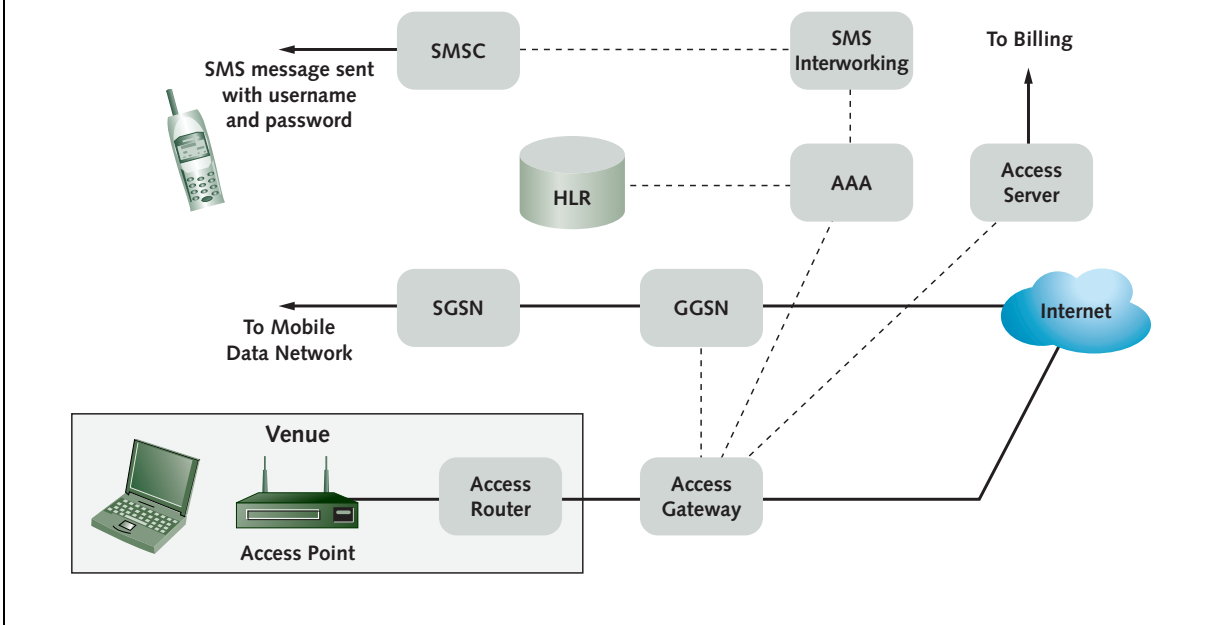 SMSC
SMS
Interworking
To Billing
SMS message sent
with username
and password
HLR
AAA
Access
Server
SGSN
GGSN
Internet
To Mobile
Data Network
Venue
Access
Router
Access
Gateway
Access Point